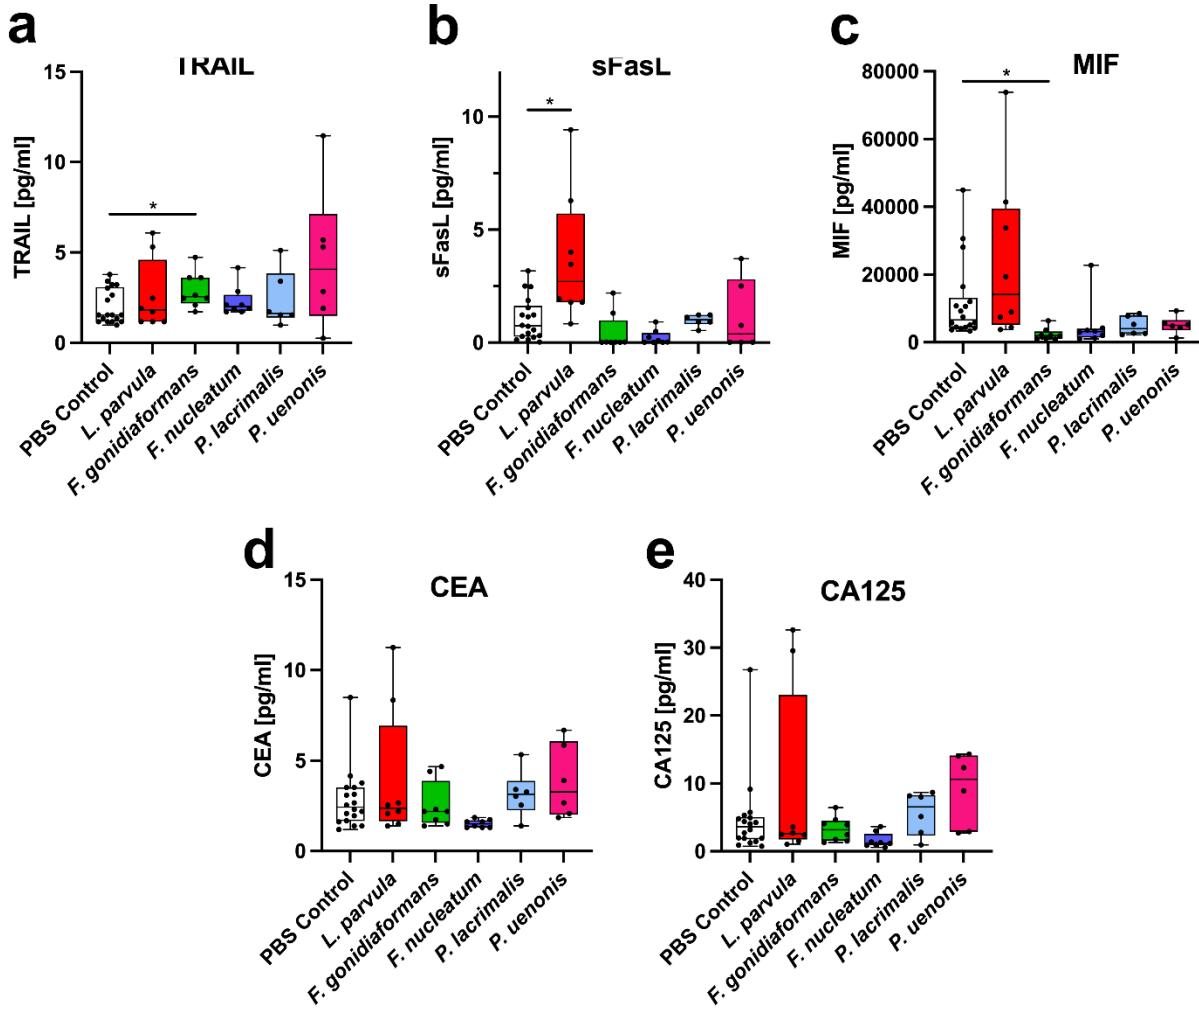 a
TRAIL
TRAIL [pg/ml]
15
10
5
0
*
PBS Control
L. parvula
F. gonidiaformans
F. nucleatum
P. lacrimalis
P. uenonis
b
sFasL
sFasL [pg/ml]
10
5
0
*
PBS Control
L. parvula
F. gonidiaformans
F. nucleatum
P. lacrimalis
P. uenonis
c
MIF
MIF [pg/ml]
80000
60000
40000
20000
0
*
PBS Control
L. parvula
F. gonidiaformans
F. nucleatum
P. lacrimalis
P. uenonis
d
CEA
CEA [pg/ml]
15
10
5
0
PBS Control
L. parvula
F. gonidiaformans
F. nucleatum
P. lacrimalis
P. uenonis
e
CA125
CA125 [pg/ml]
40
30
20
10
0
PBS Control
L. parvula
F. gonidiaformans
F. nucleatum
P. lacrimalis
P. uenonis